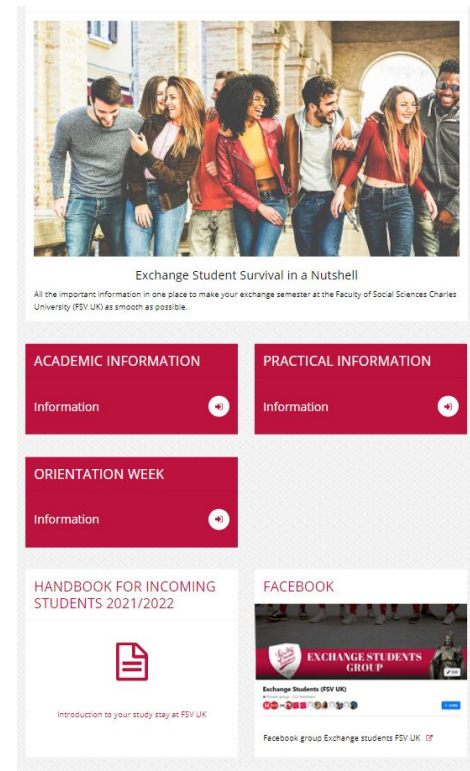 Exchange Student Survival in a Nutshell
All the important information in one place to make your exchange semester at the Faculty of Social Sciences Charles
University (FSV UK) as smooth as possible.
ACADEMIC INFORMATION
Information
PRACTICAL INFORMATION
Information
ORIENTATION WEEK
Information
HANDBOOK FOR INCOMING
STUDENTS 2021/2022
Introduction to your study stay at FSV UK
FACEBOOK
EXCHANGE STUDENTS
GROUP
Edit
Exchange Students (FSV UK)
Facebook group Exchange students FSV UK